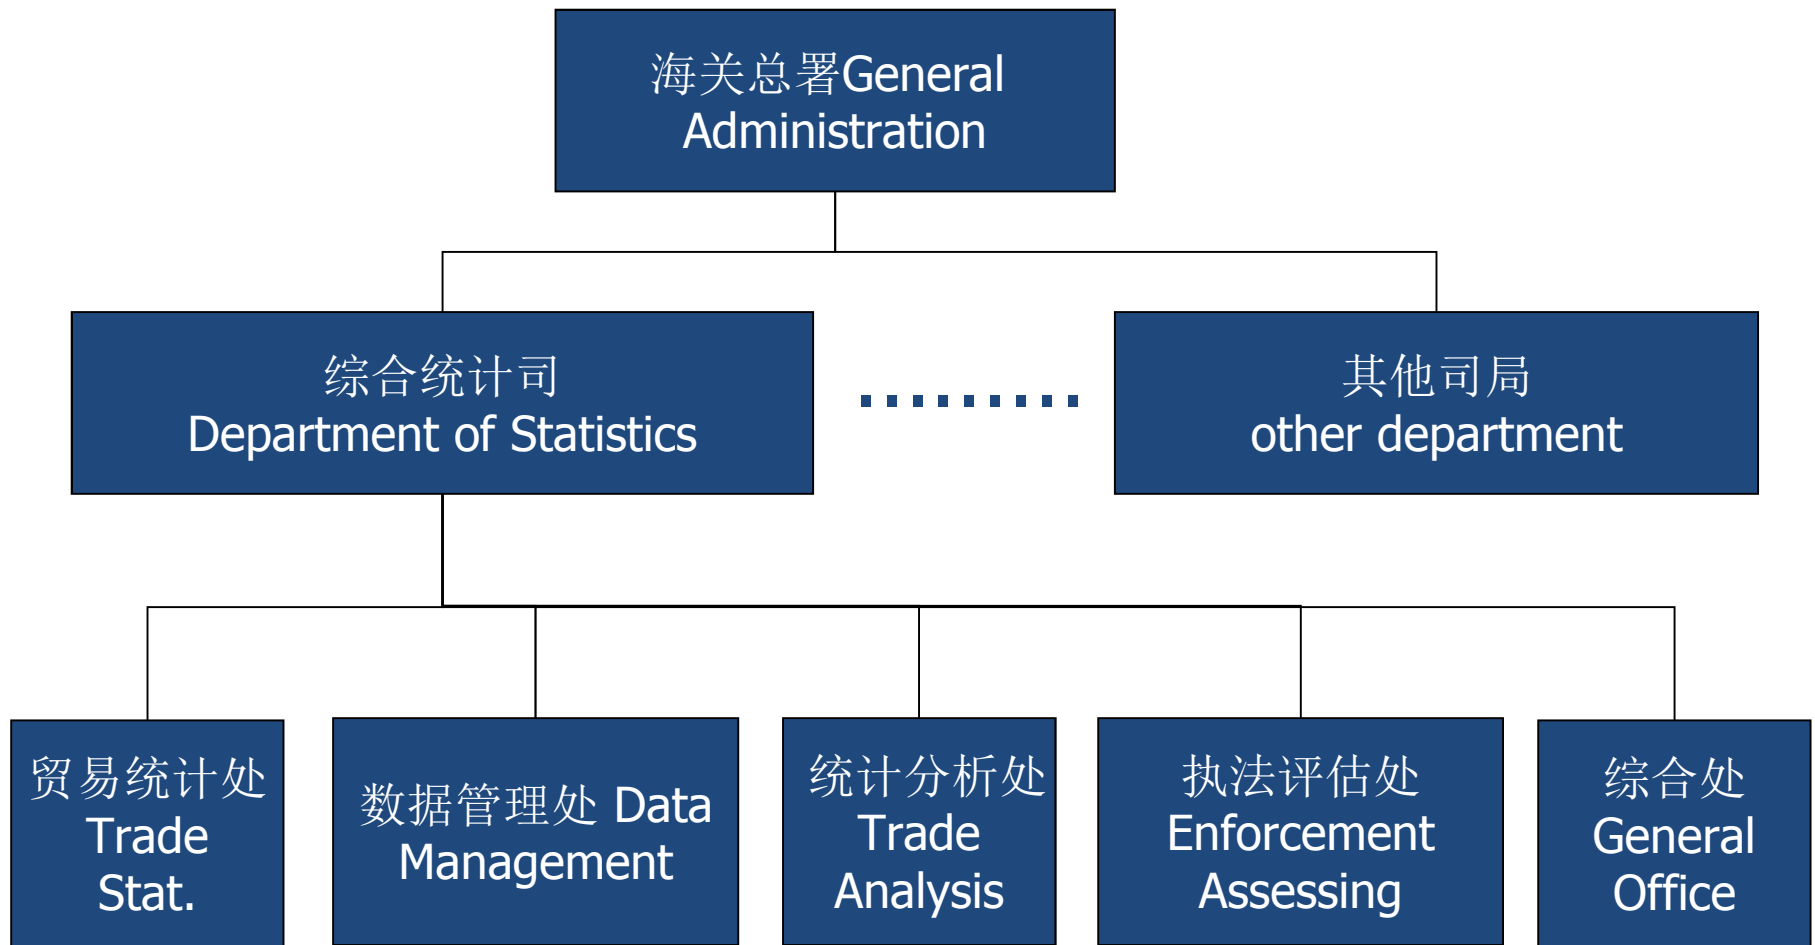 海关总署General
Administration
综合统计司
Department of Statistics
其他司局
other department
贸易统计处
Trade
Stat.
数据管理处 Data
Management
统计分析处
Trade
Analysis
执法评估处
Enforcement
Assessing
综合处
General
Office